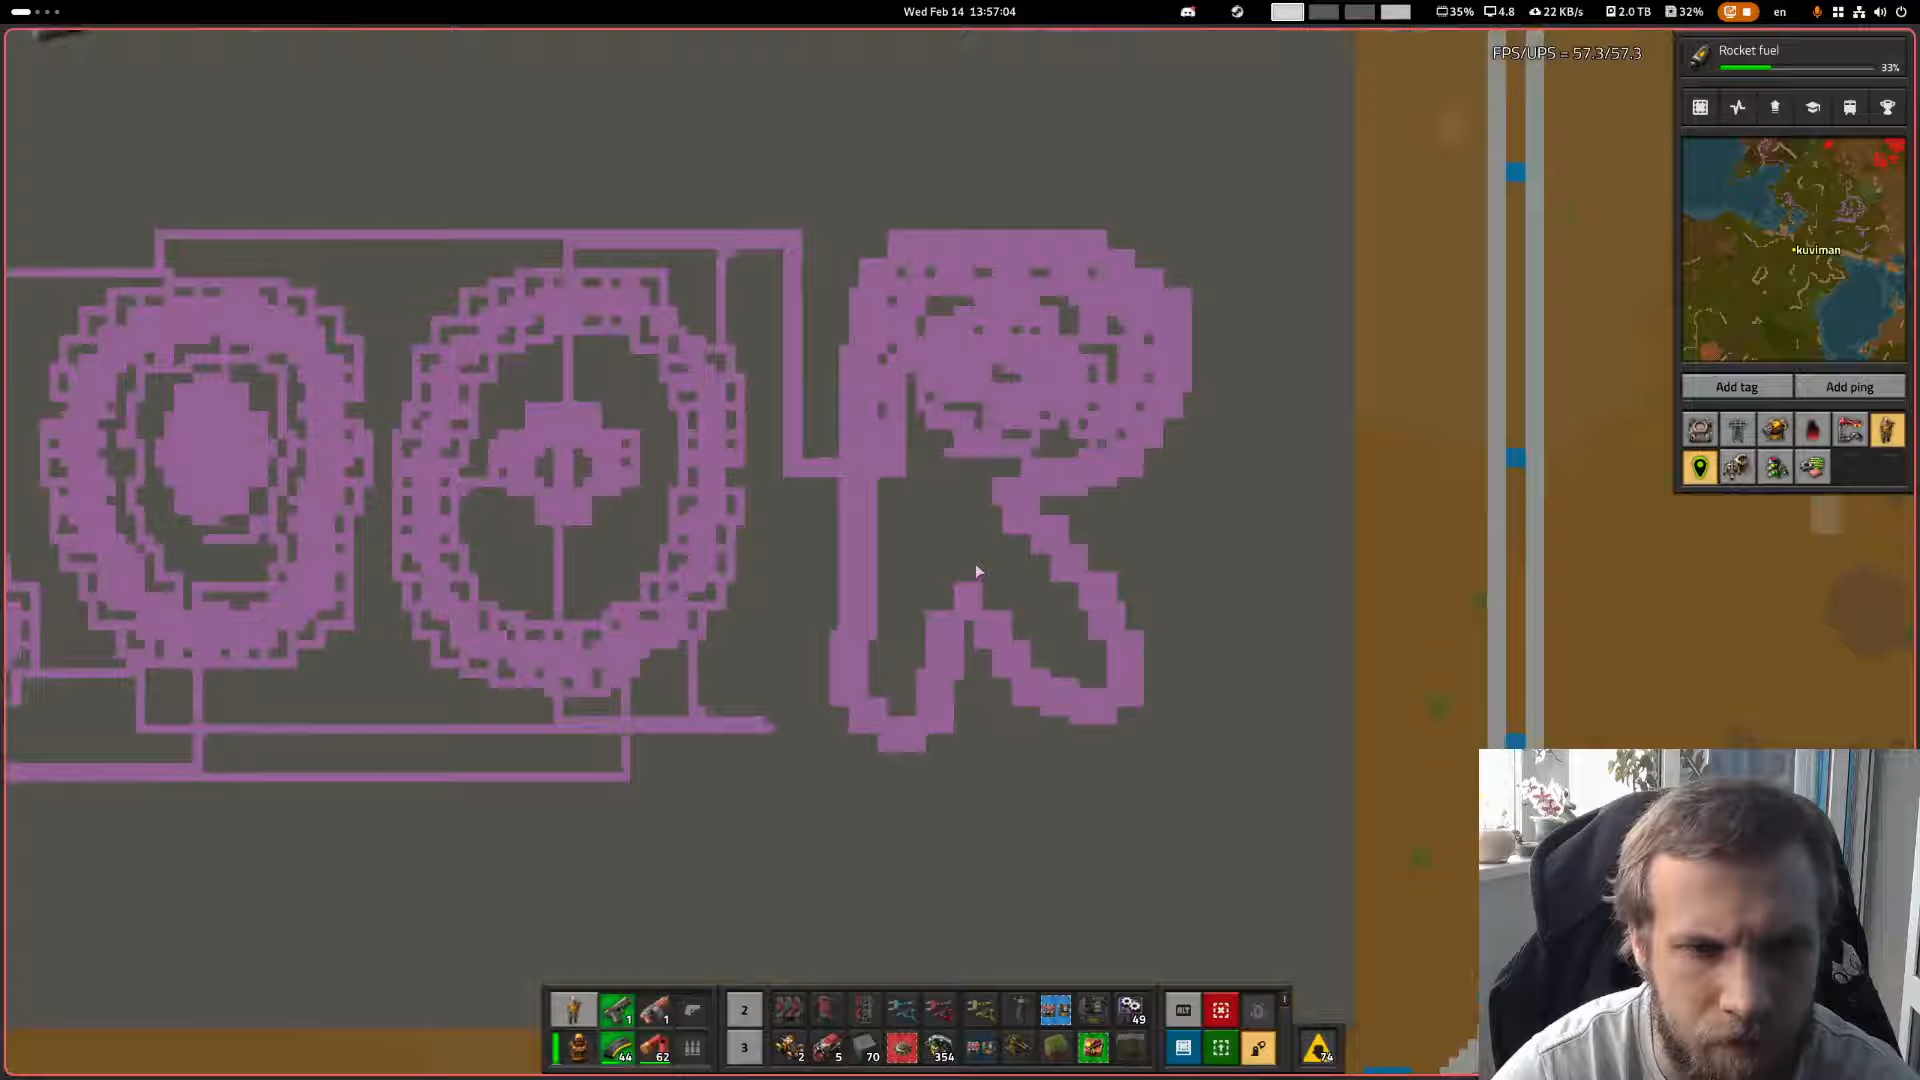 Wed Feb 14 13:57:04
35%
4.8
22 KB/s
2.0 TB
32%
en
FPS/UPS = 57.3/57.3
Rocket fuel
33%
kuviman
Add tag
Add ping
OOR
1
1
2
49
44
62
3
2
5
70
354
ALT
74